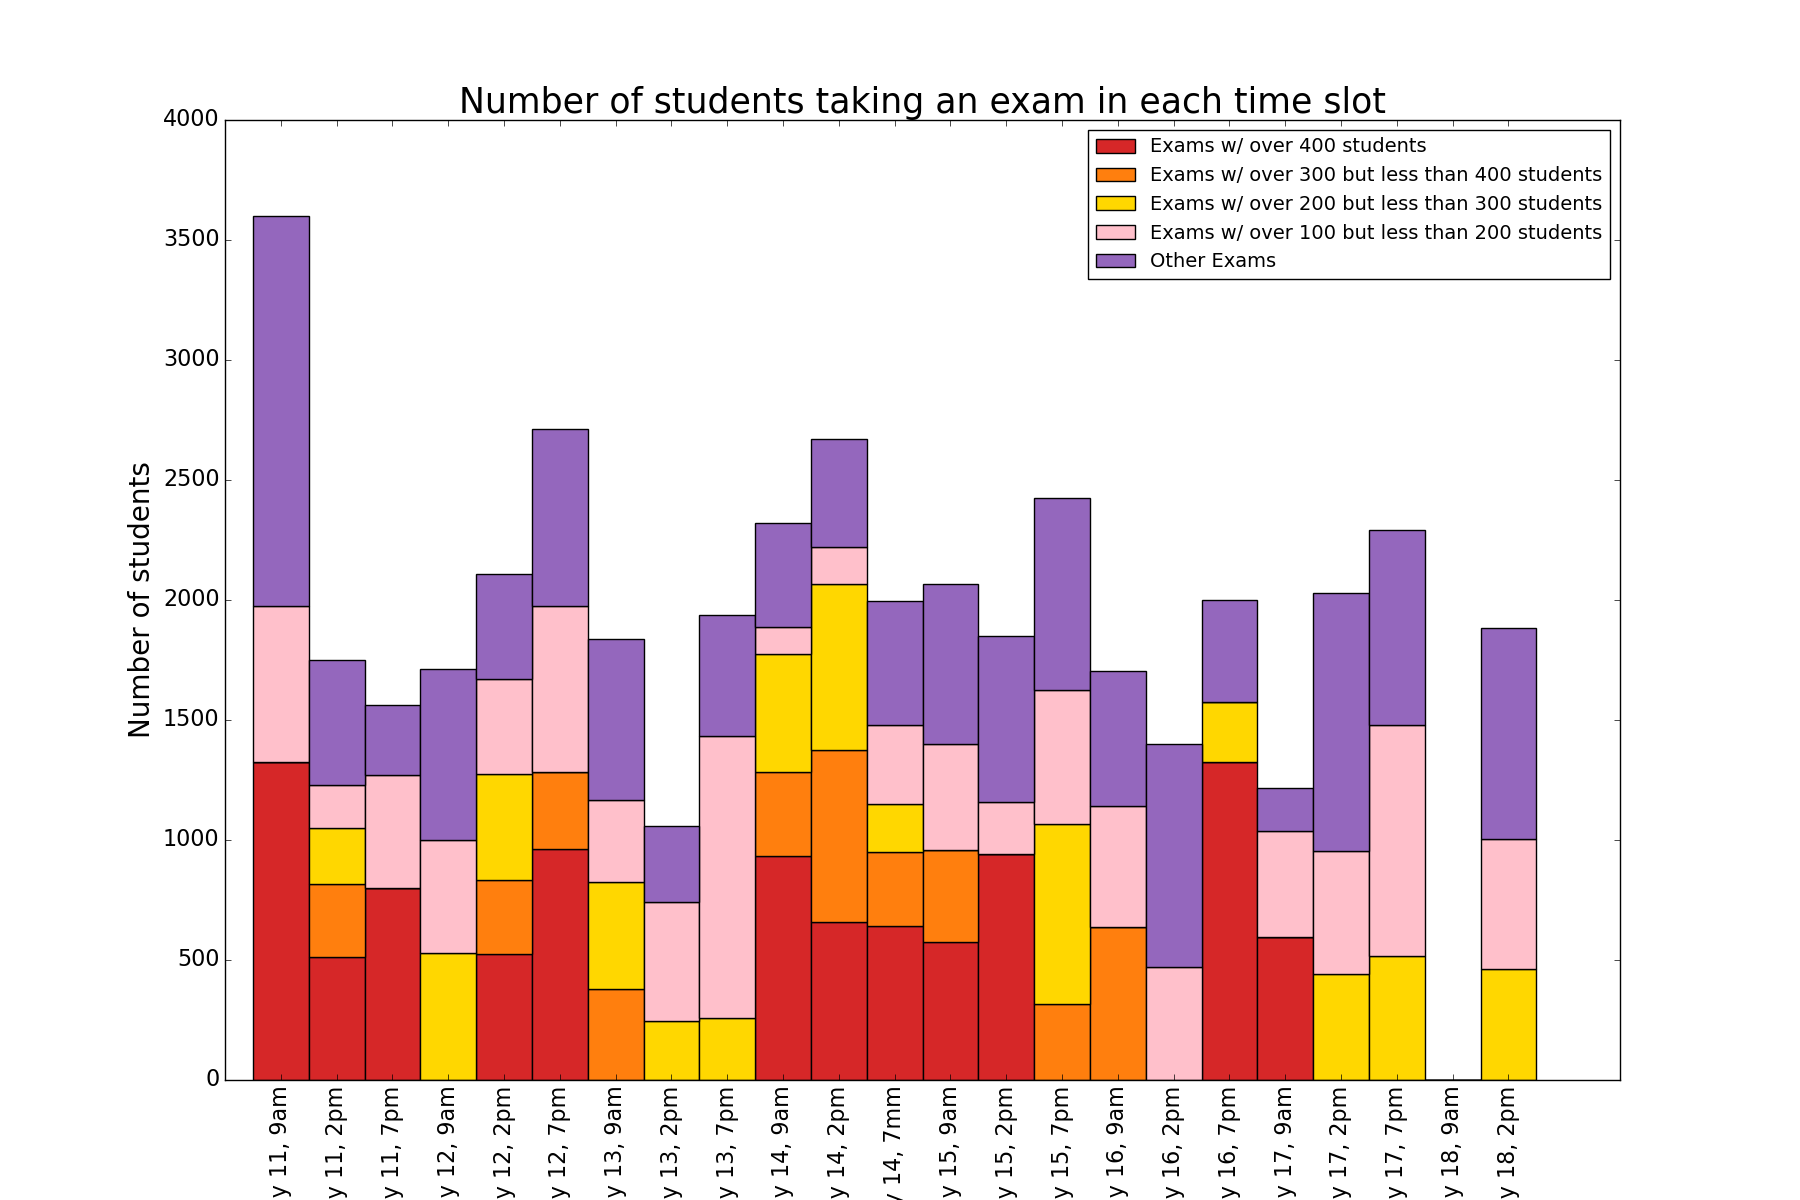 Number of students taking an exam in each time slot
Exams w/ over 400 students
Exams w/ over 300 but less than 400 students
Exams w/ over 200 but less than 300 students
Exams w/ over 100 but less than 200 students
Other Exams
Number of students
4000
3500
3000
2500
2000
1500
1000
500
0
y 11, 9am
y 11, 2pm
y 11, 7pm
y 12, 9am
y 12, 2pm
y 12, 7pm
y 13, 9am
y 13, 2pm
y 13, 7pm
y 14, 9am
y 14, 2pm
y 14, 7mm
y 15, 9am
y 15, 2pm
y 15, 7pm
y 16, 9am
y 16, 2pm
y 16, 7pm
y 17, 9am
y 17, 2pm
y 17, 7pm
y 18, 9am
y 18, 2pm